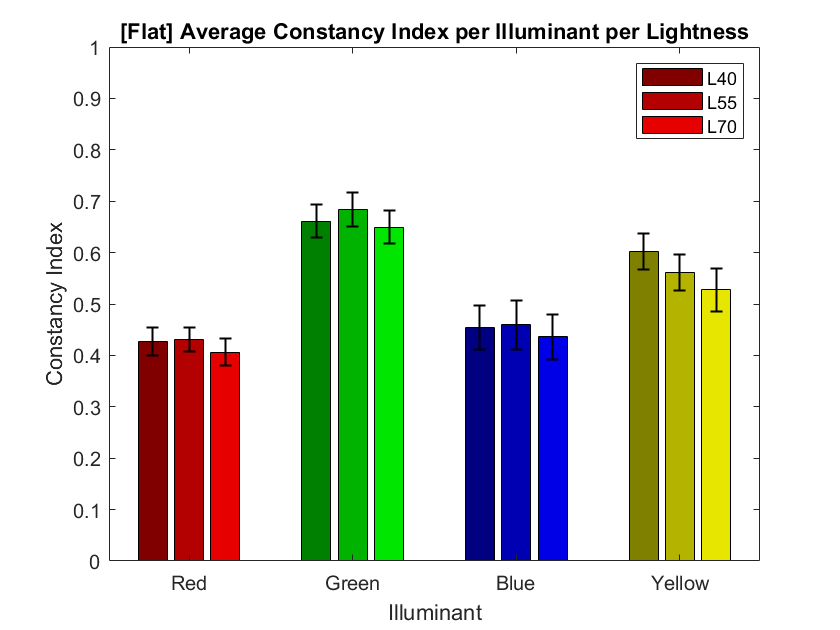 [Flat] Average Constancy Index per Illuminant per Lightness
1
0.9
0.8
0.7
0.6
0.5
0.4
0.3
0.2
0.1
0
Constancy Index
L40
L55
L70
Red Green Blue Yellow
Illuminant